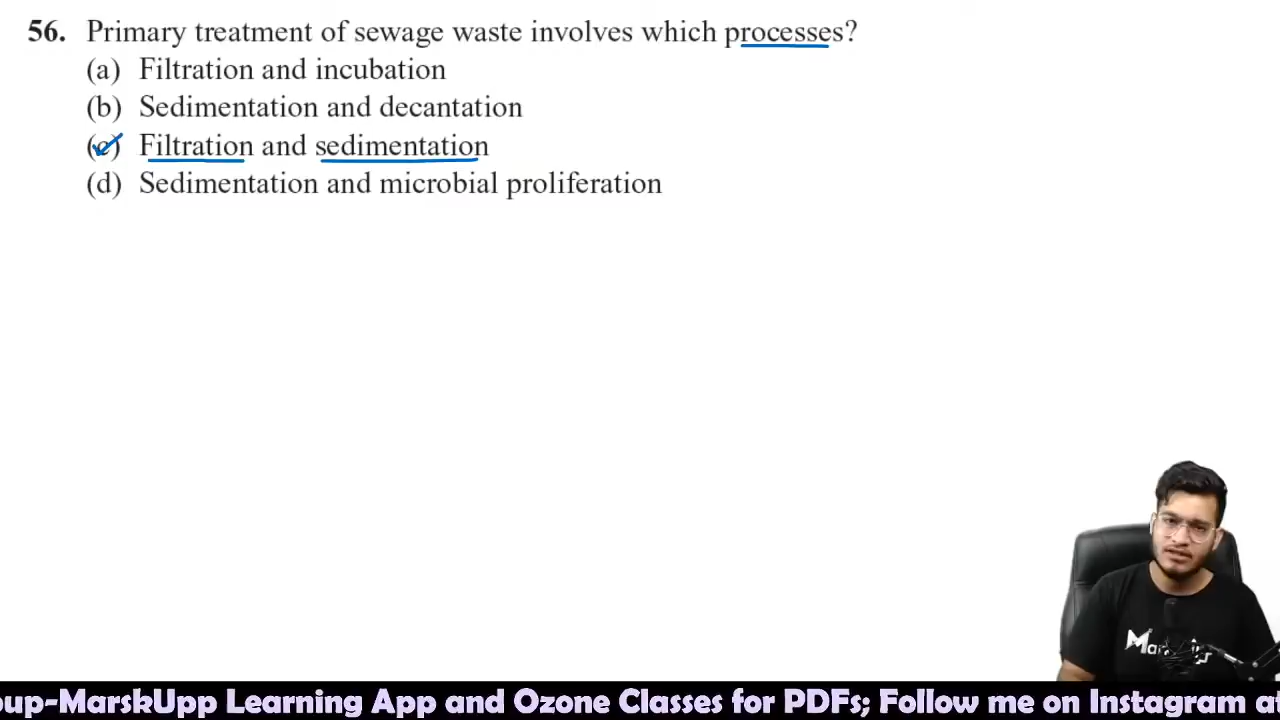 56. Primary treatment of sewage waste involves which processes?
(a) Filtration and incubation
(b) Sedimentation and decantation
(c) Filtration and sedimentation
(d) Sedimentation and microbial proliferation
oup-MarskUpp Learning App and Ozone Classes for PDFs; Follow me on Instagram a